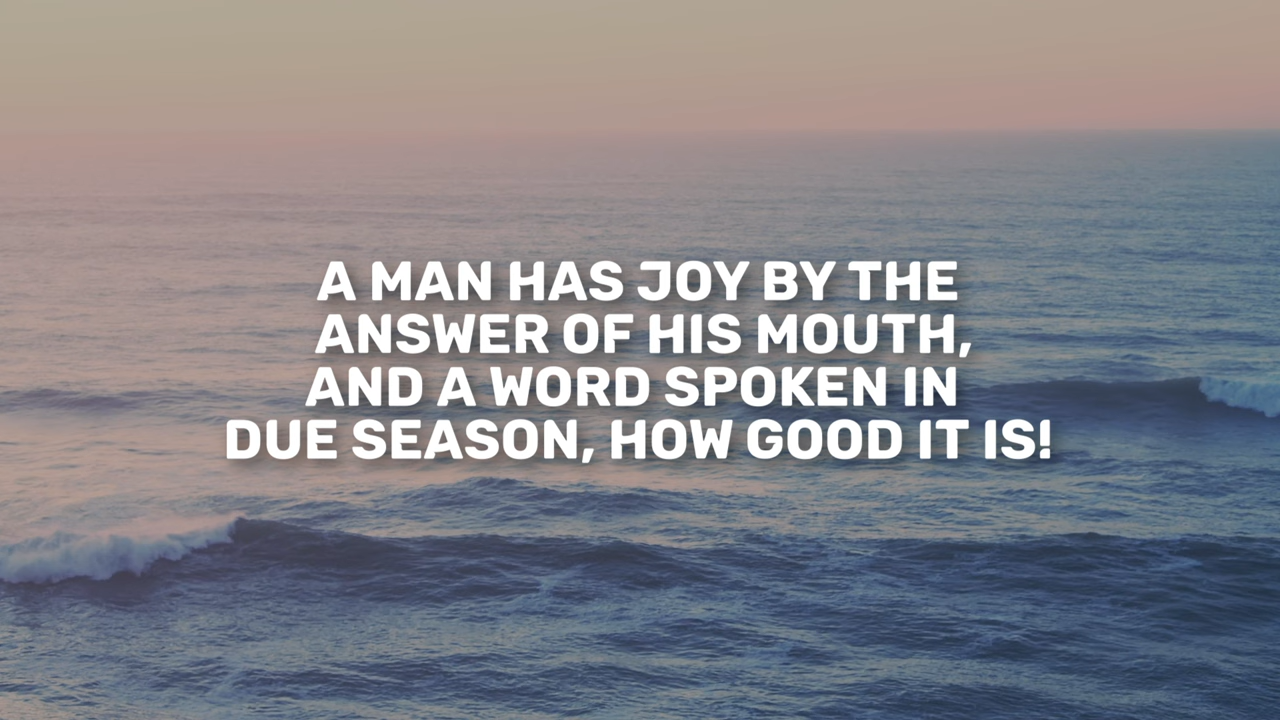 A MAN HAS JOY BY THE
ANSWER OF HIS MOUTH,
AND A WORD SPOKEN IN
DUE SEASON, HOW GOOD IT IS!